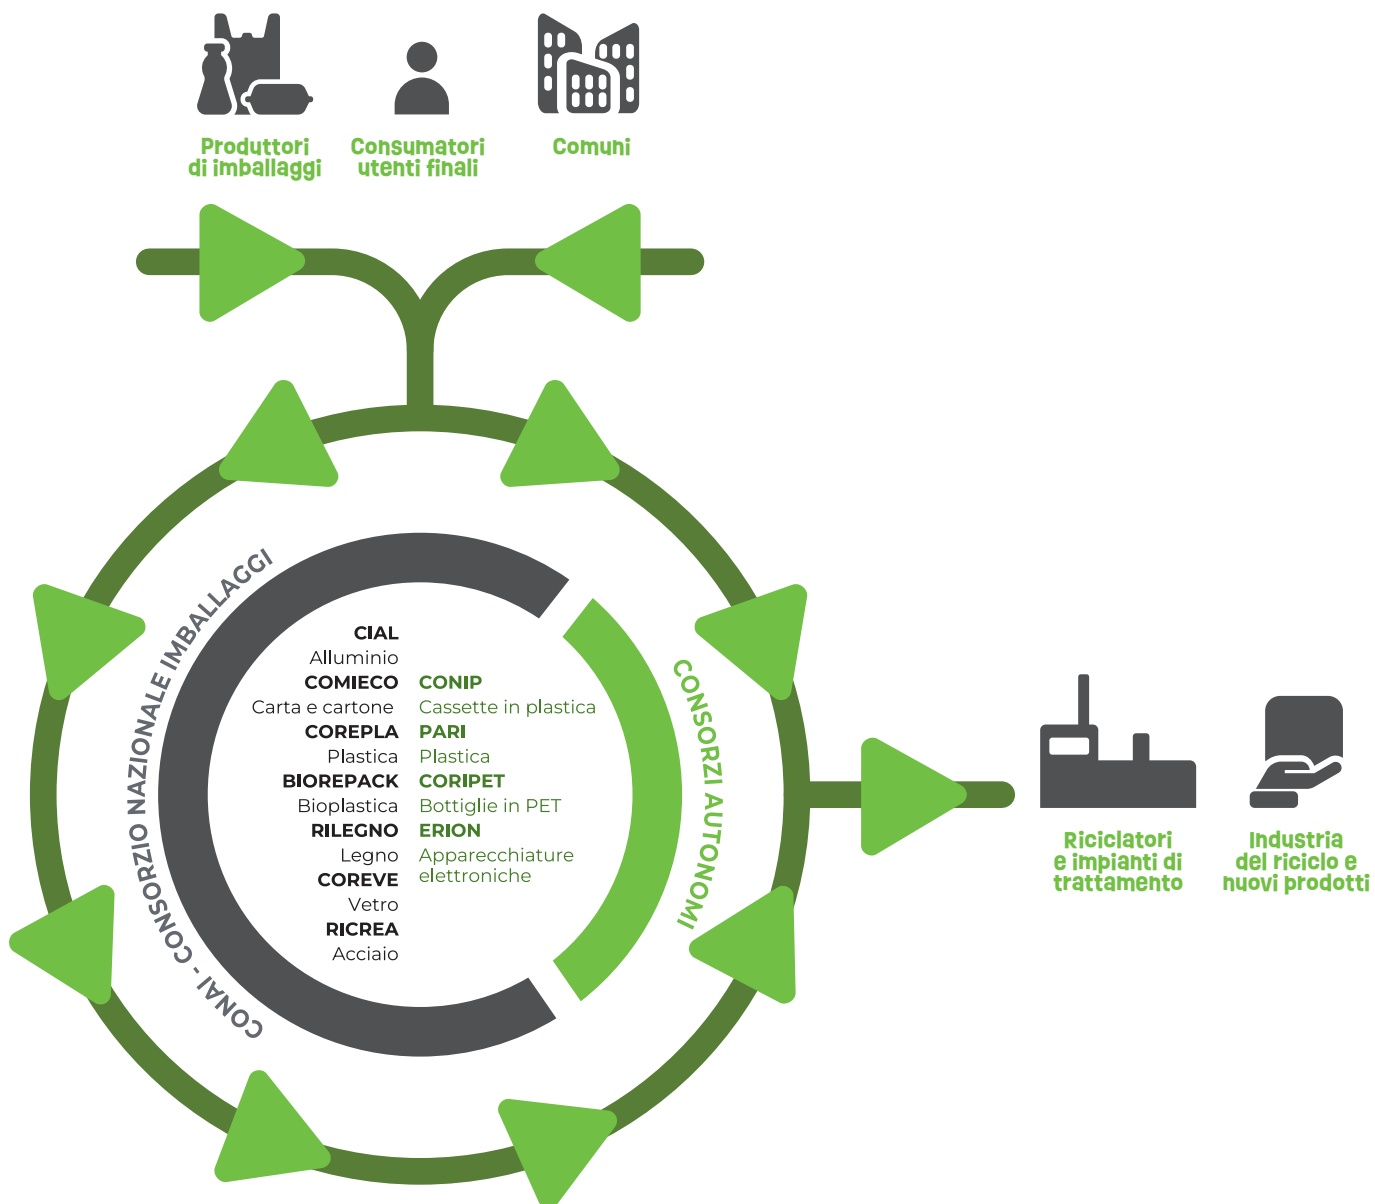 Produttori
di imballaggi
Consumatori
utenti finali
Comuni
CONAI - CONSORZIO NAZIONALE IMBALLAGGI
CIAL
Alluminio
COMIECO
Carta e cartone
COREPLA
Plastica
BIOREPACK
Bioplastica
RILEGNO
Legno
COREVE
Vetro
RICREA
Acciaio
CONIP
Cassette in plastica
PARI
Plastica
CORIPET
Bottiglie in PET
ERION
Apparecchiature
elettroniche
CONSORZI AUTONOMI
Riciclatori
e impianti di
trattamento
Industria
del riciclo e
nuovi prodotti